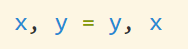 x, y = y, x